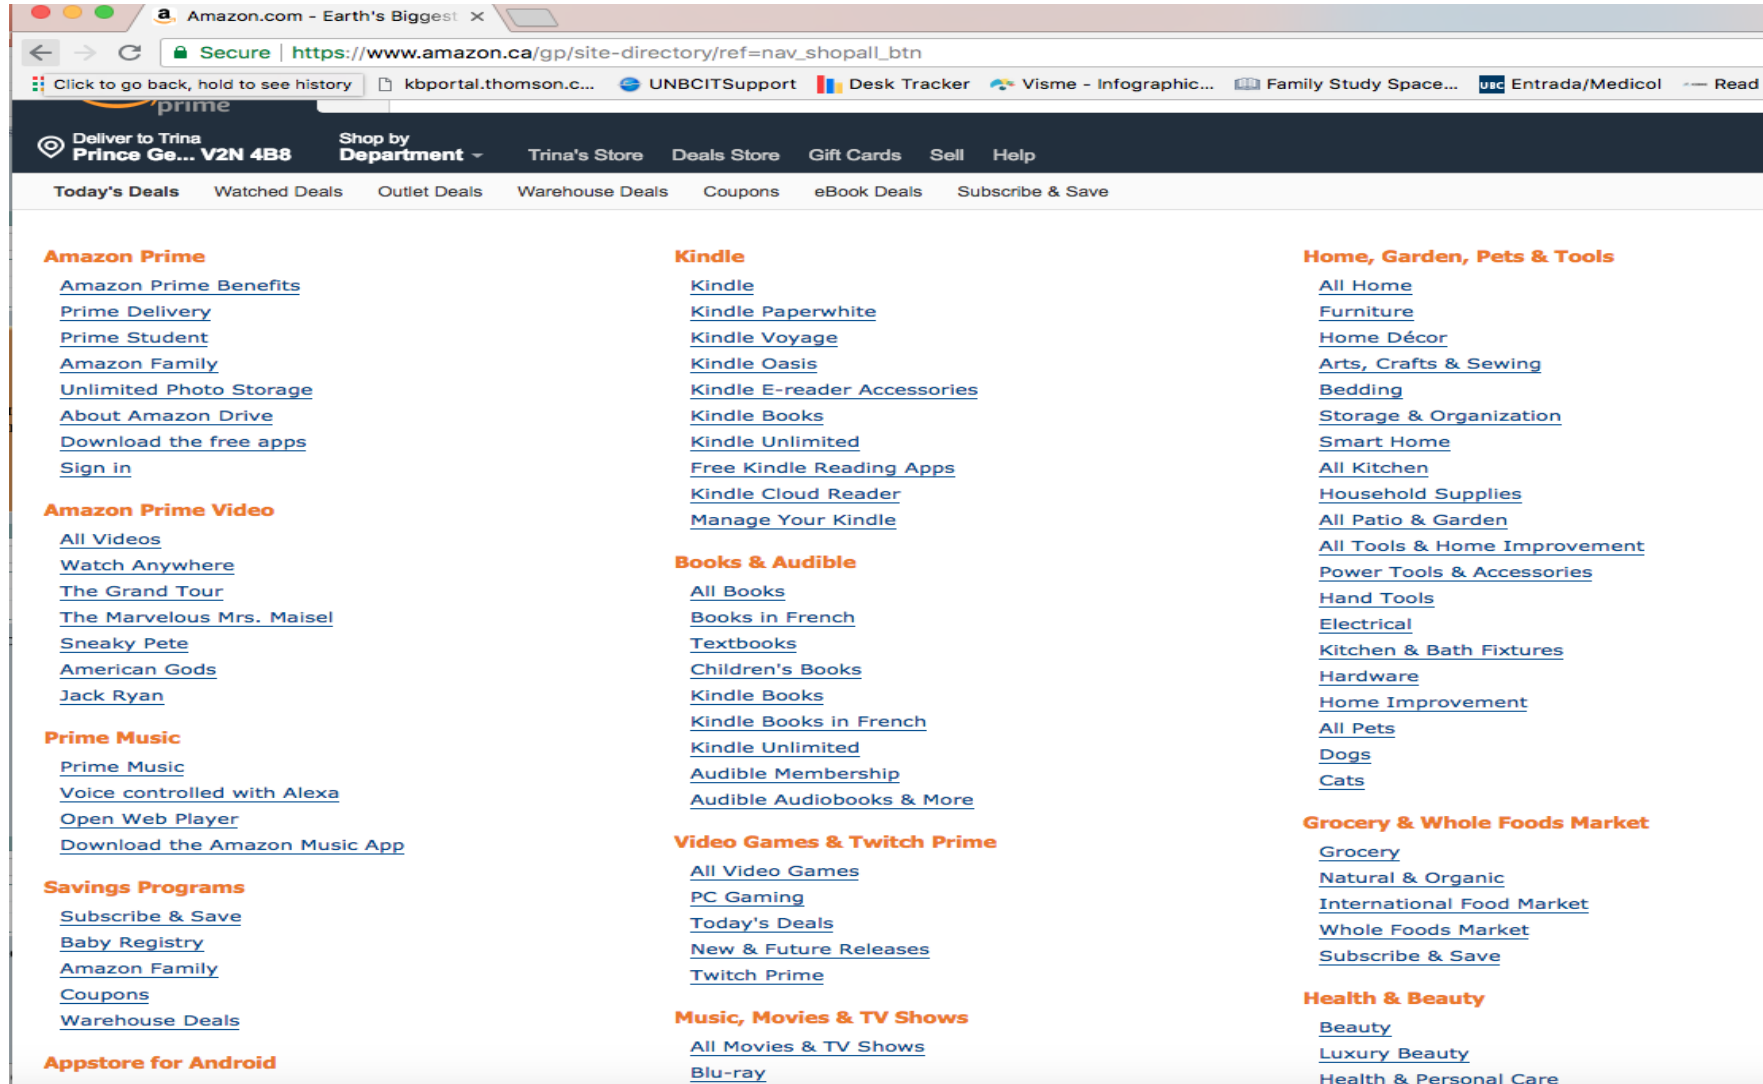 Amazon.com - Earth's Biggest
Secure | https://www.amazon.ca/gp/site-directory/ref=nav_shopall_btn
Click to go back, hold to see history kbportal.thomson.c... UNBCITSupport Desk Tracker Visme - Infographic... Family Study Space... UBC Entrada/Medicol Read
prime
Deliver to Trina
Prince Ge... V2N 4B8
Shop by
Department
Trina's Store Deals Store Gift Cards Sell Help
Today's Deals Watched Deals Outlet Deals Warehouse Deals Coupons eBook Deals Subscribe & Save
Amazon Prime
Amazon Prime Benefits
Prime Delivery
Prime Student
Amazon Family
Unlimited Photo Storage
About Amazon Drive
Download the free apps
Sign in
Amazon Prime Video
All Videos
Watch Anywhere
The Grand Tour
The Marvelous Mrs. Maisel
Sneaky Pete
American Gods
Jack Ryan
Prime Music
Prime Music
Voice controlled with Alexa
Open Web Player
Download the Amazon Music App
Savings Programs
Subscribe & Save
Baby Registry
Amazon Family
Coupons
Warehouse Deals
Appstore for Android
Kindle
Kindle
Kindle Paperwhite
Kindle Voyage
Kindle Oasis
Kindle E-reader Accessories
Kindle Books
Kindle Unlimited
Free Kindle Reading Apps
Kindle Cloud Reader
Manage Your Kindle
Books & Audible
All Books
Books in French
Textbooks
Children's Books
Kindle Books
Kindle Books in French
Kindle Unlimited
Audible Membership
Audible Audiobooks & More
Video Games & Twitch Prime
All Video Games
PC Gaming
Today's Deals
New & Future Releases
Twitch Prime
Music, Movies & TV Shows
All Movies & TV Shows
Blu-ray
Home, Garden, Pets & Tools
All Home
Furniture
Home Décor
Arts, Crafts & Sewing
Bedding
Storage & Organization
Smart Home
All Kitchen
Household Supplies
All Patio & Garden
All Tools & Home Improvement
Power Tools & Accessories
Hand Tools
Electrical
Kitchen & Bath Fixtures
Hardware
Home Improvement
All Pets
Dogs
Cats
Grocery & Whole Foods Market
Grocery
Natural & Organic
International Food Market
Whole Foods Market
Subscribe & Save
Health & Beauty
Beauty
Luxury Beauty
Health & Personal Care